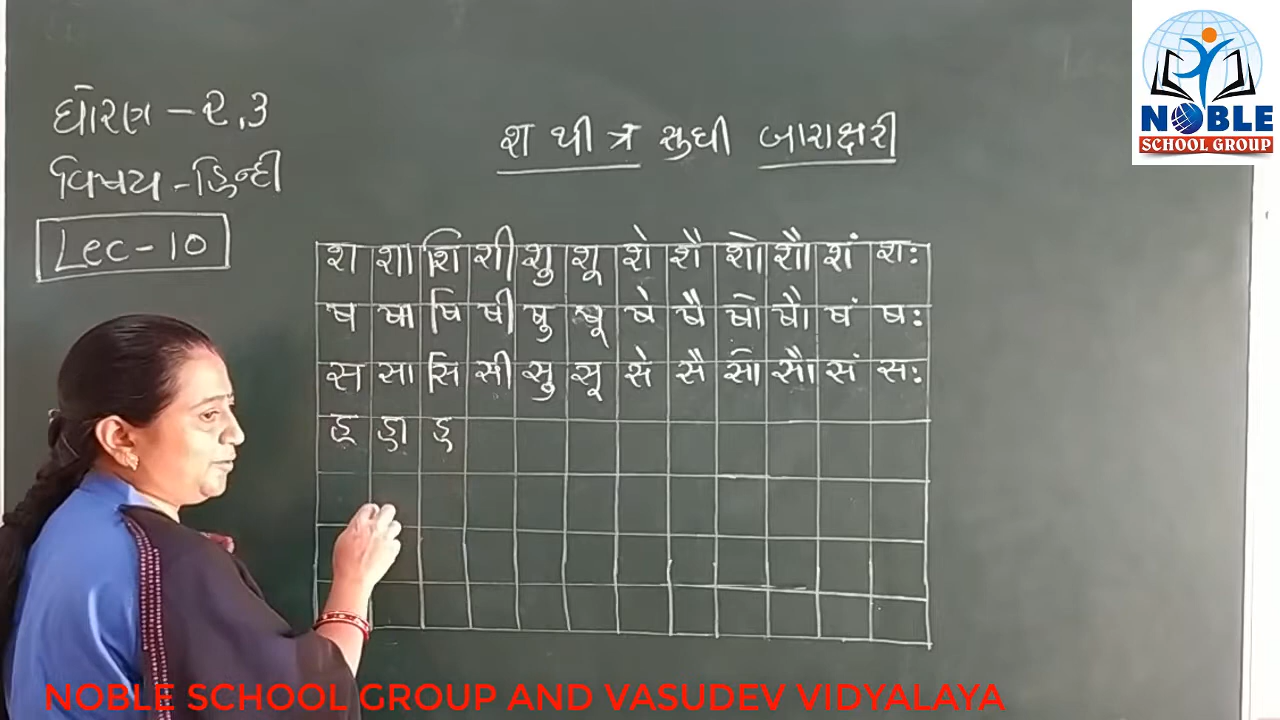 ધોરણ - ૨,૩
વિષય - હિન્દી
Lec - 10
श થી त्र સુધી બારાક્ષરી
श शा शि शी शु शू शे शै शो शौ शं शः
ष षा षि षी षु षू षे षै षो षौ षं षः
स सा सि सी सु सू से सै सो सौ सं सः
ह हा ह
NOBLE
SCHOOL GROUP
NOBLE SCHOOL GROUP AND VASUDEV VIDYALAYA